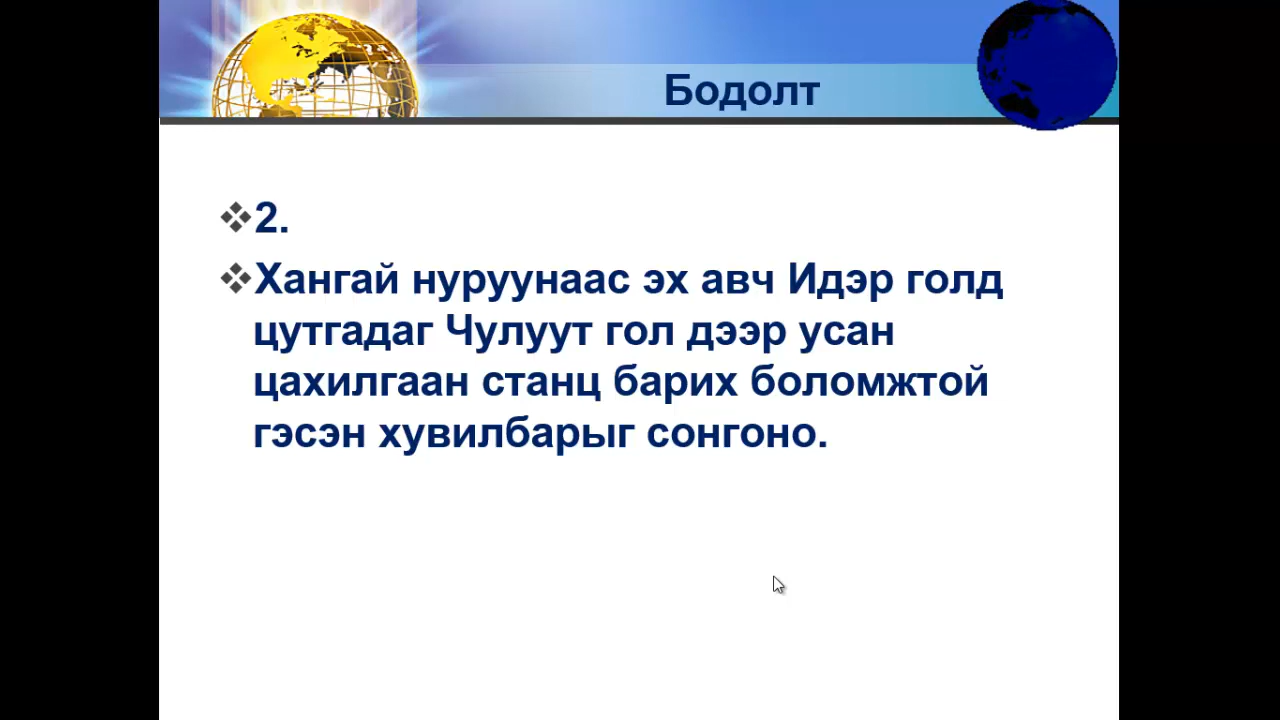 Бодолт
2.
Хангай нуруунаас эх авч Идэр голд
цутгадаг Чулуут гол дээр усан
цахилгаан станц барих боломжтой
гэсэн хувилбарыг сонгоно.